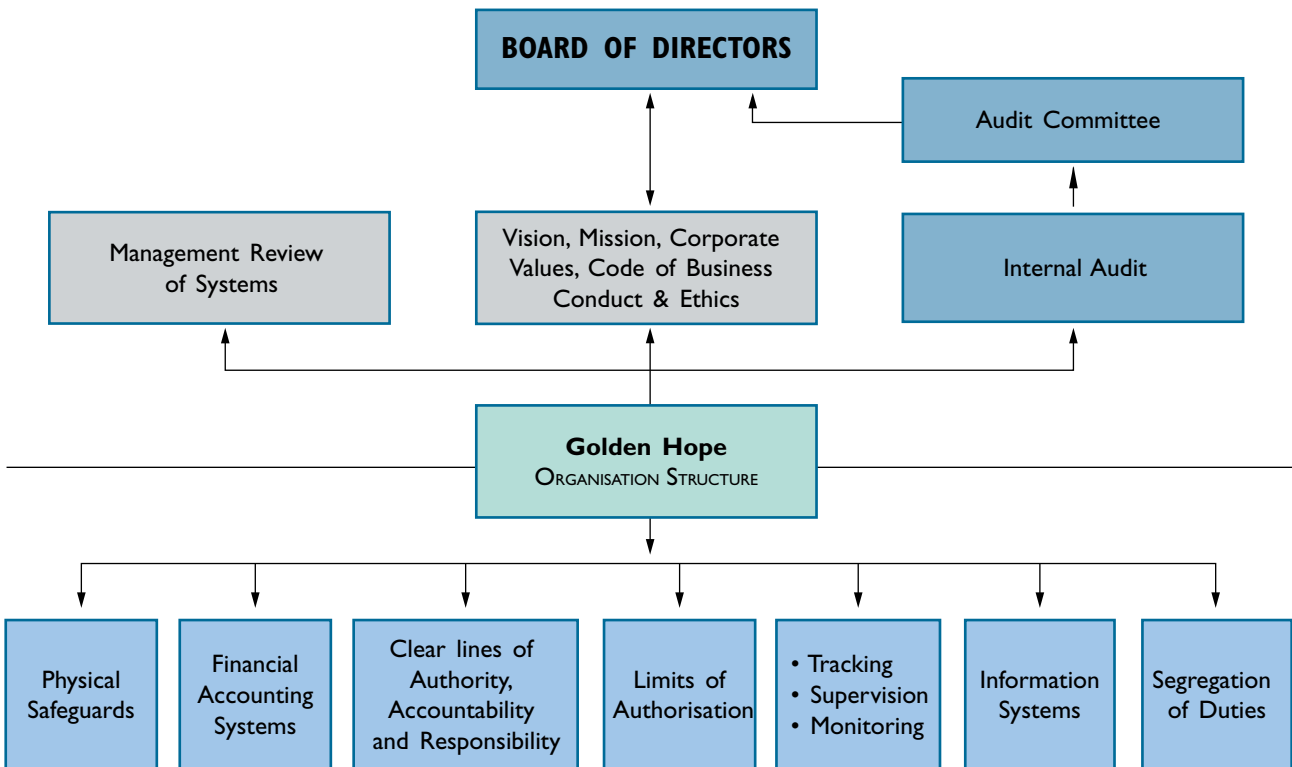 BOARD OF DIRECTORS
Audit Committee
Management Review
of Systems
Vision, Mission, Corporate
Values, Code of Business
Conduct & Ethics
Internal Audit
Golden Hope
ORGANISATION STRUCTURE
Physical
Safeguards
Financial
Accounting
Systems
Clear lines of
Authority,
Accountability
and Responsibility
Limits of
Authorisation
• Tracking
• Supervision
• Monitoring
Information
Systems
Segregation
of Duties